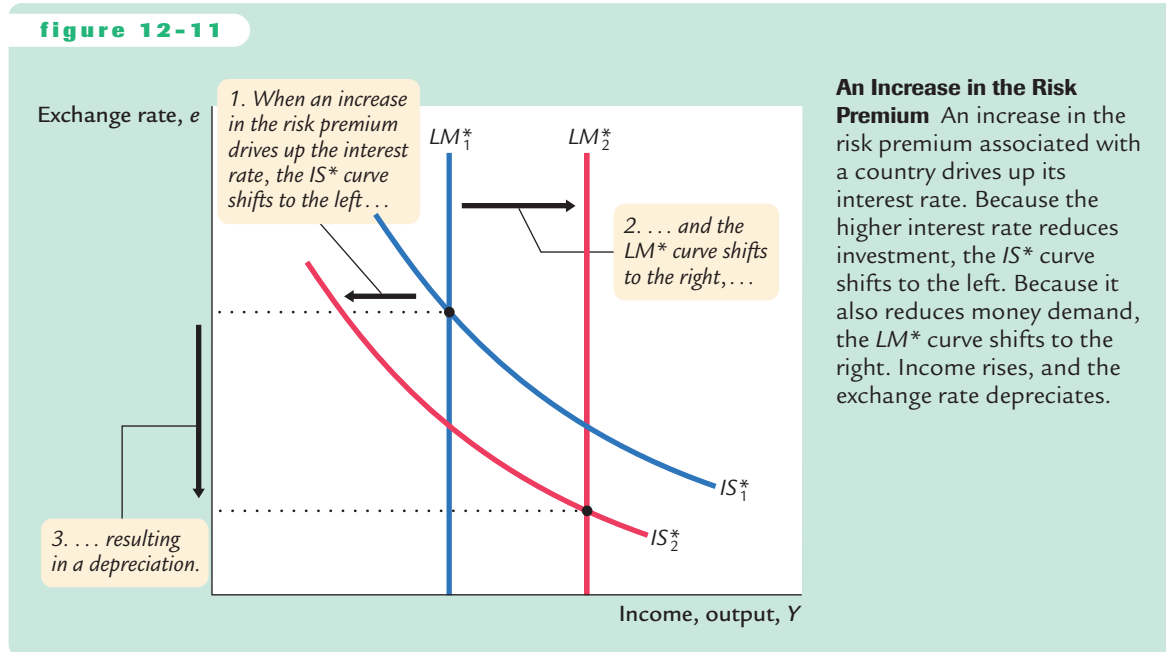 figure 12-11
Exchange rate, e
1. When an increase
in the risk premium
drives up the interest
rate, the IS* curve
shifts to the left . . .
LM*1
LM*2
2. . . . and the
LM* curve shifts
to the right, . . .
IS*1
IS*2
3. . . . resulting
in a depreciation.
Income, output, Y
An Increase in the Risk
Premium An increase in the
risk premium associated with
a country drives up its
interest rate. Because the
higher interest rate reduces
investment, the IS* curve
shifts to the left. Because it
also reduces money demand,
the LM* curve shifts to the
right. Income rises, and the
exchange rate depreciates.